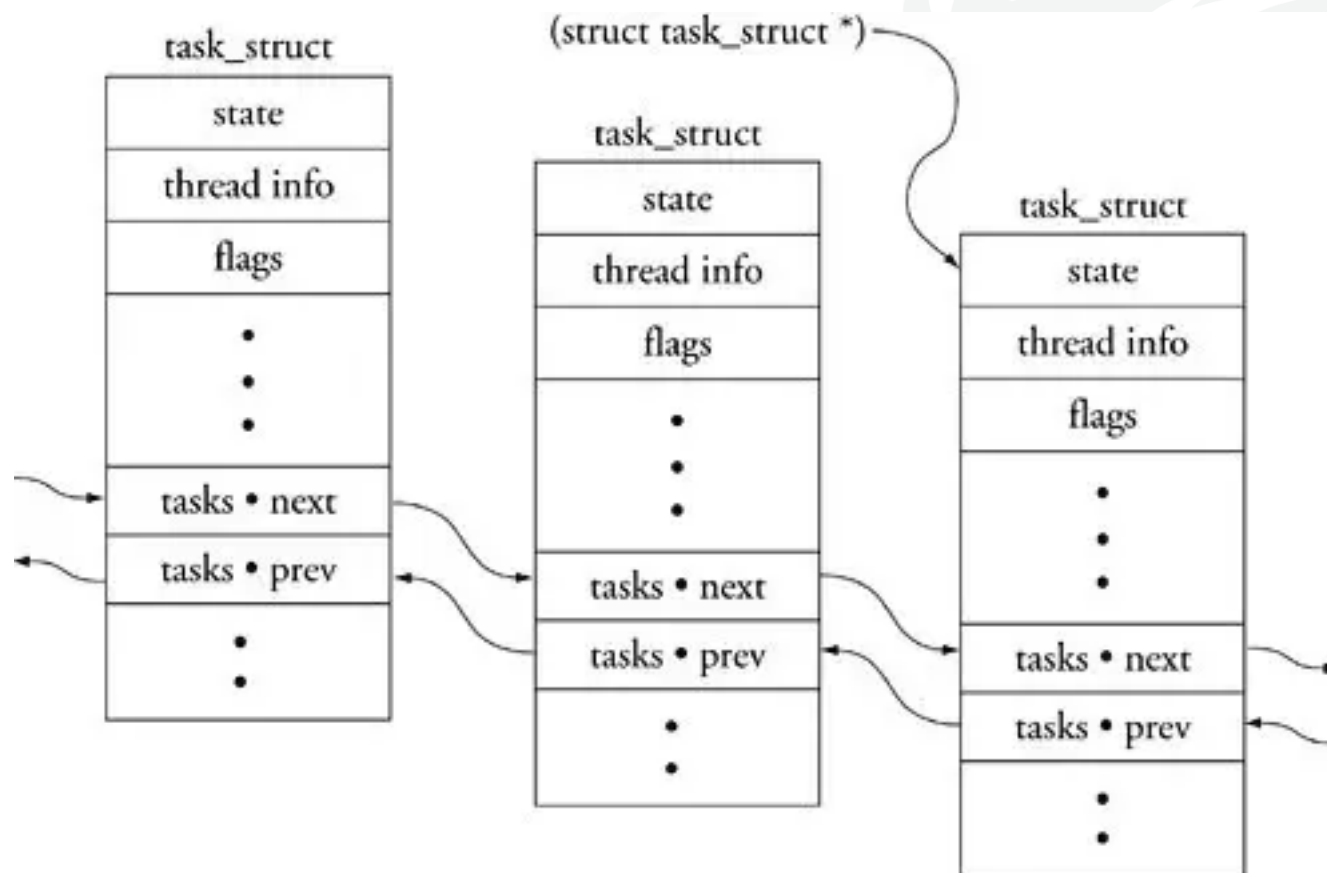 task_struct
state
thread info
flags
tasks • next
tasks • prev
task_struct
state
thread info
flags
tasks • next
tasks • prev
(struct task_struct *)
task_struct
state
thread info
flags
tasks • next
tasks • prev